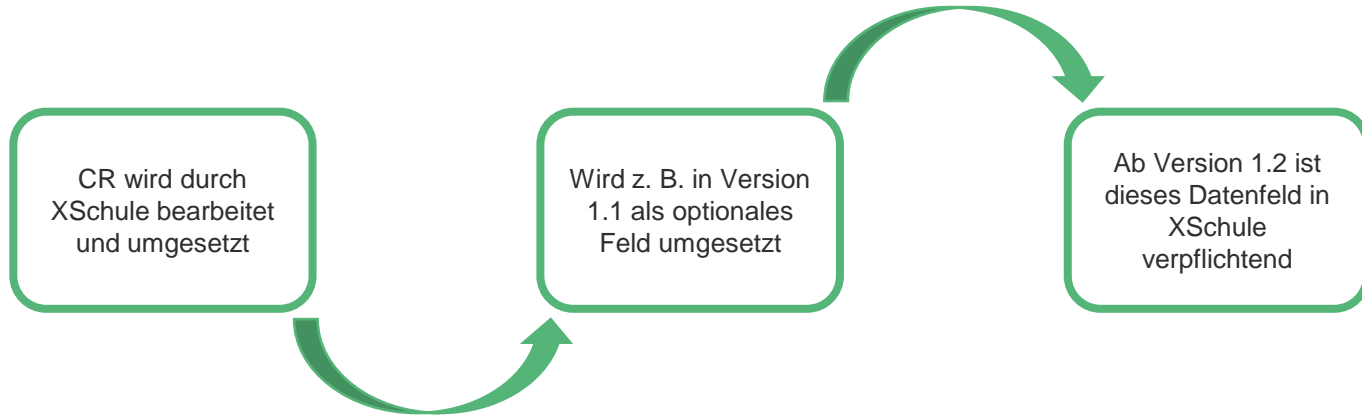 CR wird durch
XSchule bearbeitet
und umgesetzt
Wird z. B. in Version
1.1 als optionales
Feld umgesetzt
Ab Version 1.2 ist
dieses Datenfeld in
XSchule
verpflichtend